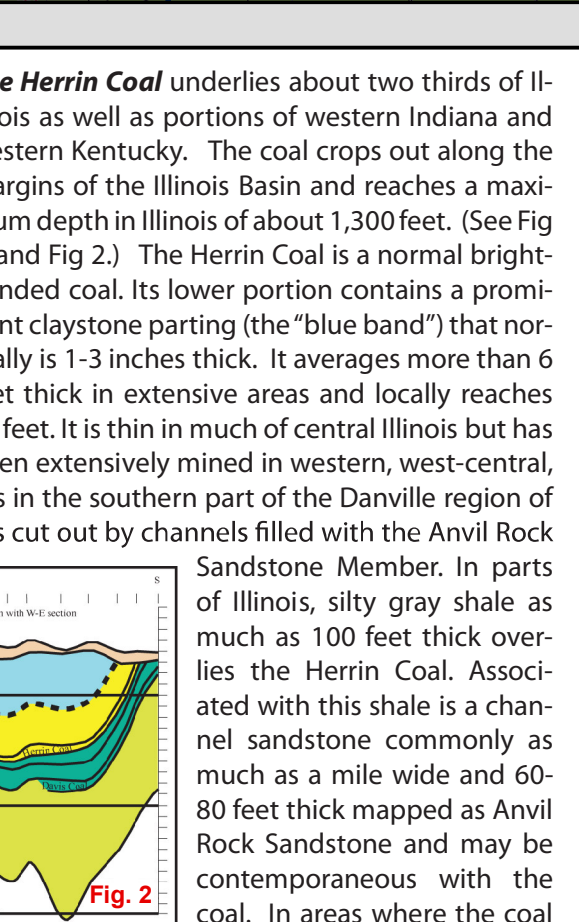 e Herrin Coal underlies about two thirds of Il-
ois as well as portions of western Indiana and
estern Kentucky. The coal crops out along the
argins of the Illinois Basin and reaches a maxi-
um depth in Illinois of about 1,300 feet. (See Fig
and Fig 2.) The Herrin Coal is a normal bright-
nded coal. Its lower portion contains a promi-
nt claystone parting (the “blue band”) that nor-
ally is 1-3 inches thick. It averages more than 6
et thick in extensive areas and locally reaches
feet. It is thin in much of central Illinois but has
en extensively mined in western, west-central,
s in the southern part of the Danville region of
s cut out by channels filled with the Anvil Rock
Sandstone Member. In parts
of Illinois, silty gray shale as
much as 100 feet thick over-
lies the Herrin Coal. Associ-
ated with this shale is a chan-
nel sandstone commonly as
much as a mile wide and 60-
80 feet thick mapped as Anvil
Rock Sandstone and may be
contemporaneous with the
coal. In areas where the coal
S
n with W-E section
Herrin Coal
Davis Coal
Fig. 2